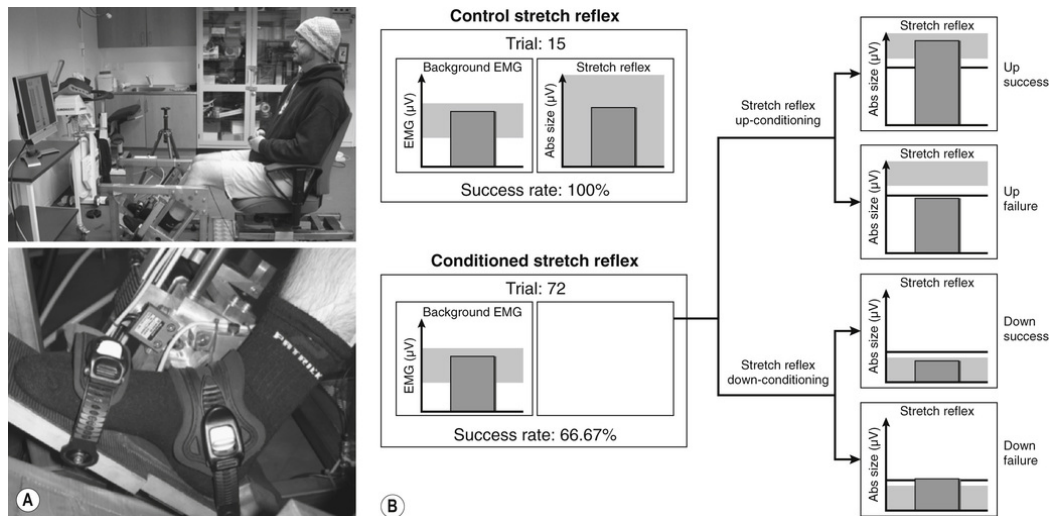 A
B
Control stretch reflex
Trial: 15
Background EMG
EMG (μV)
Stretch reflex
Abs size (μV)
Success rate: 100%
Conditioned stretch reflex
Trial: 72
Background EMG
EMG (μV)
Success rate: 66.67%
Stretch reflex
up-conditioning
Stretch reflex
down-conditioning
Stretch reflex
Abs size (μV)
Up
success
Stretch reflex
Abs size (μV)
Up
failure
Stretch reflex
Abs size (μV)
Down
success
Stretch reflex
Abs size (μV)
Down
failure